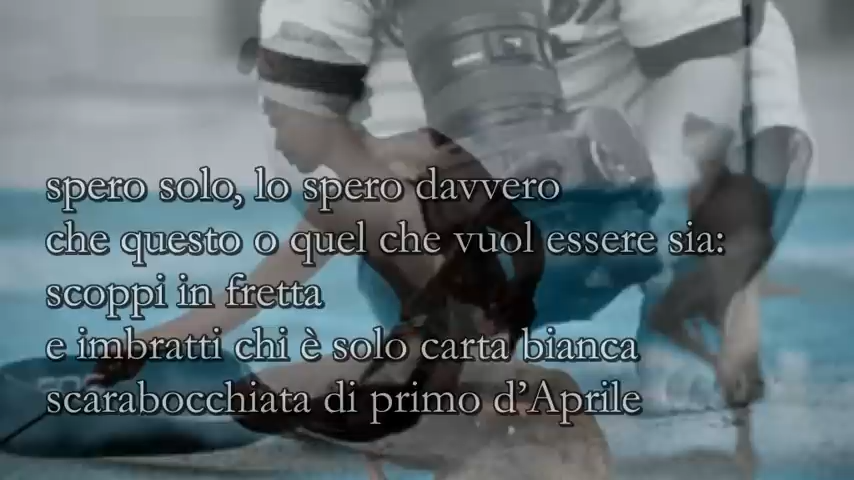 spero solo, lo spero davvero
che questo o quel che vuol essere sia:
scoppi in fretta
e imbratti chi è solo carta bianca
scarabocchiata di primo d'Aprile